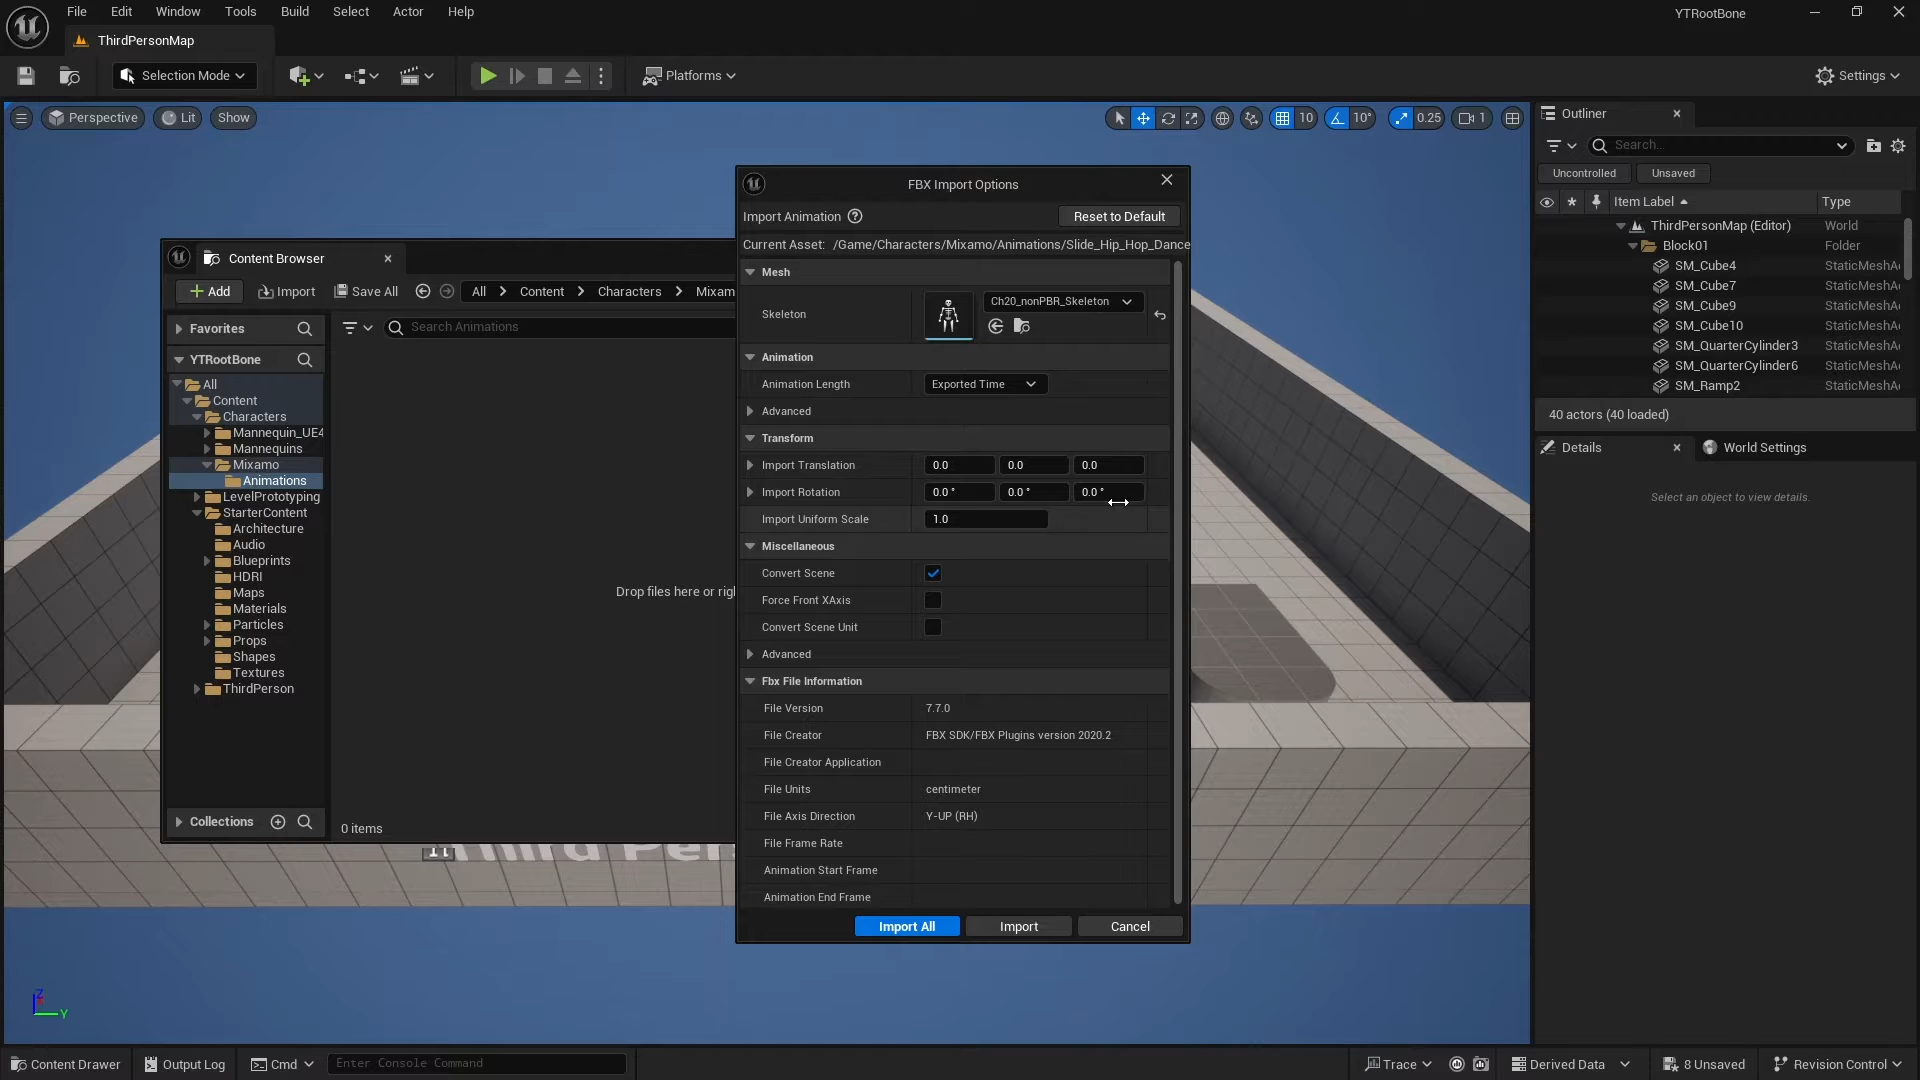 File Edit Window Tools Build Select Actor Help
YTRootBone
ThirdPersonMap
Selection Mode
Platforms
Settings
Perspective
Lit
Show
10
10°
0.25
1
Outliner
Search...
Uncontrolled
Unsaved
Item Label
Type
ThirdPersonMap (Editor) World
Block01 Folder
SM_Cube4 StaticMeshA
SM_Cube7 StaticMeshA
SM_Cube9 StaticMeshA
SM_Cube10 StaticMeshA
SM_QuarterCylinder3 StaticMeshA
SM_QuarterCylinder6 StaticMeshA
SM_Ramp2 StaticMeshA
40 actors (40 loaded)
Details
World Settings
Select an object to view details.
Content Browser
Add
Import
Save All
All > Content > Characters > Mixam
Favorites
Search Animations
YTRootBone
All
Content
Characters
Mannequin_UE4
Mannequins
Mixamo
Animations
LevelPrototyping
StarterContent
Architecture
Audio
Blueprints
HDRI
Maps
Materials
Particles
Props
Shapes
Textures
ThirdPerson
Collections
Drop files here or righ
0 items
FBX Import Options
Import Animation
Reset to Default
Current Asset: /Game/Characters/Mixamo/Animations/Slide_Hip_Hop_Dance
Mesh
Skeleton
Ch20_nonPBR_Skeleton
Animation
Animation Length Exported Time
Advanced
Transform
Import Translation 0.0 0.0 0.0
Import Rotation 0.0 ° 0.0 ° 0.0 °
Import Uniform Scale 1.0
Miscellaneous
Convert Scene
Force Front XAxis
Convert Scene Unit
Advanced
Fbx File Information
File Version 7.7.0
File Creator FBX SDK/FBX Plugins version 2020.2
File Creator Application
File Units centimeter
File Axis Direction Y-UP (RH)
File Frame Rate
Animation Start Frame
Animation End Frame
Import All
Import
Cancel
Third Per
Z
Y
Content Drawer
Output Log
Cmd
Enter Console Command
Trace
Derived Data
8 Unsaved
Revision Control